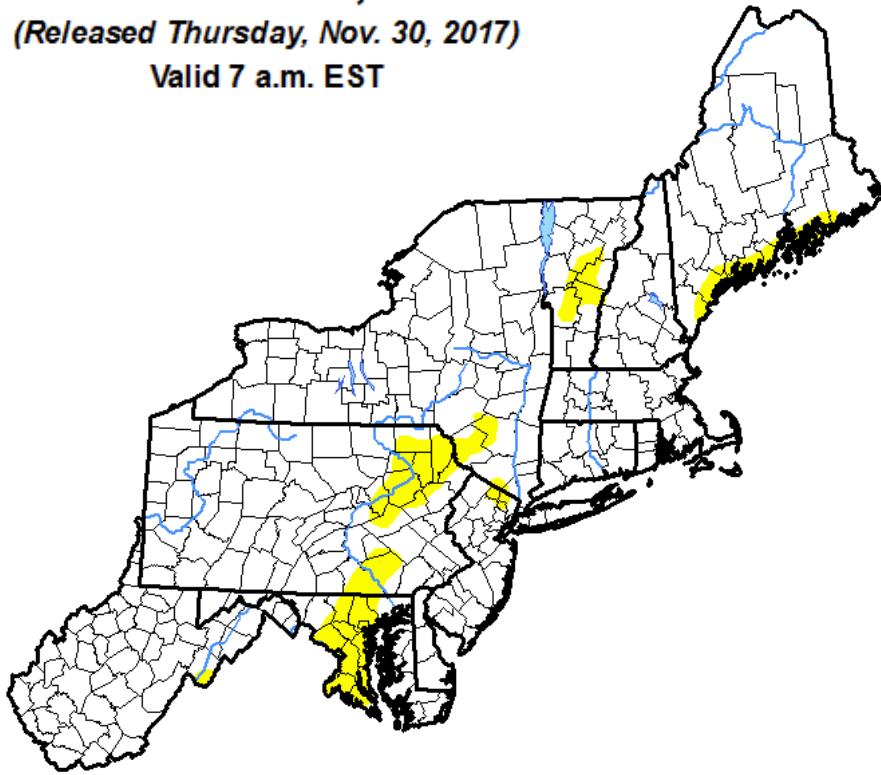 (Released Thursday, Nov. 30, 2017)
Valid 7 a.m. EST